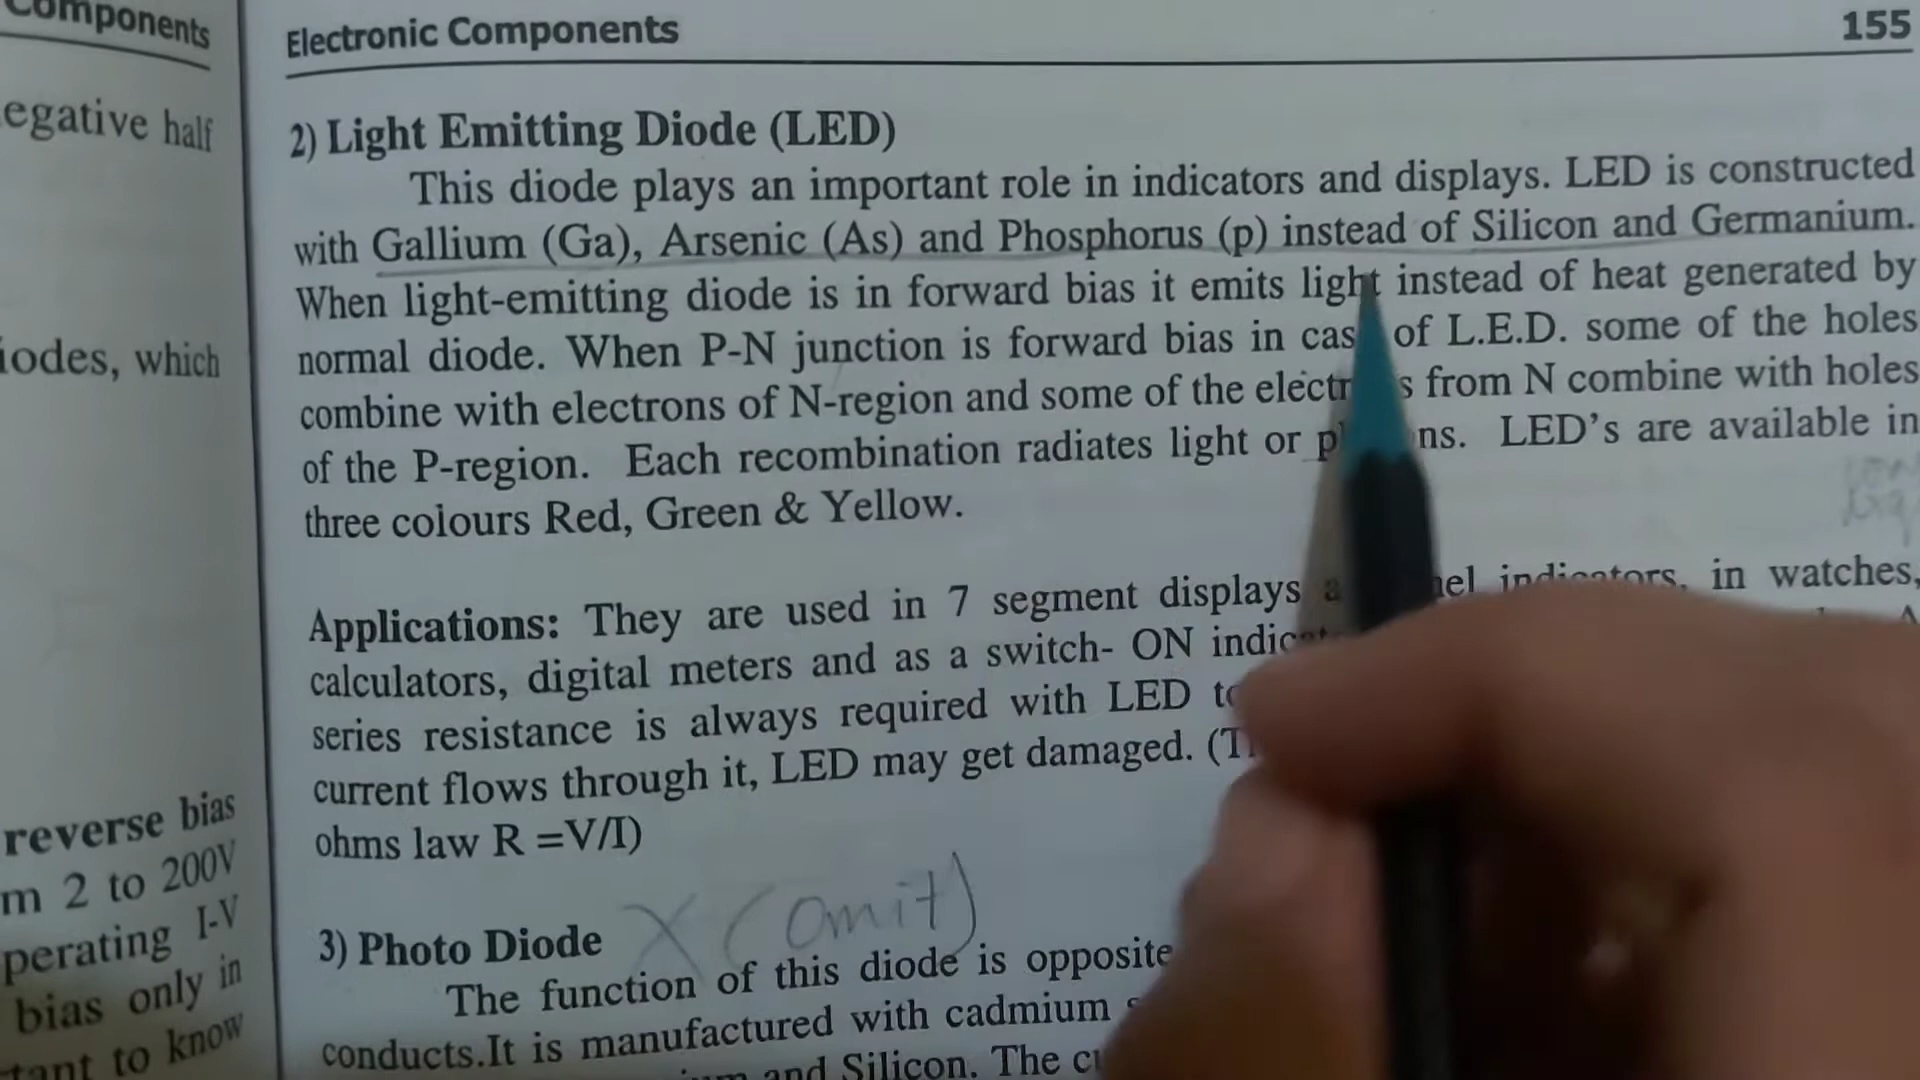 Components
egative half
iodes, which
reverse bias
m 2 to 200V
perating I-V
bias only in
tant to know
Electronic Components 155
2) Light Emitting Diode (LED)
This diode plays an important role in indicators and displays. LED is constructed
with Gallium (Ga), Arsenic (As) and Phosphorus (p) instead of Silicon and Germanium.
When light-emitting diode is in forward bias it emits light instead of heat generated by
normal diode. When P-N junction is forward bias in cas of L.E.D. some of the holes
combine with electrons of N-region and some of the electr s from N combine with holes
of the P-region. Each recombination radiates light or p ns. LED's are available in
three colours Red, Green & Yellow.
Applications: They are used in 7 segment displays a nel indicators, in watches,
calculators, digital meters and as a switch- ON indicat A
series resistance is always required with LED to
current flows through it, LED may get damaged. (T
ohms law R =V/I)
X (omit)
3) Photo Diode
The function of this diode is opposite
conducts.It is manufactured with cadmium s
um and Silicon. The cu